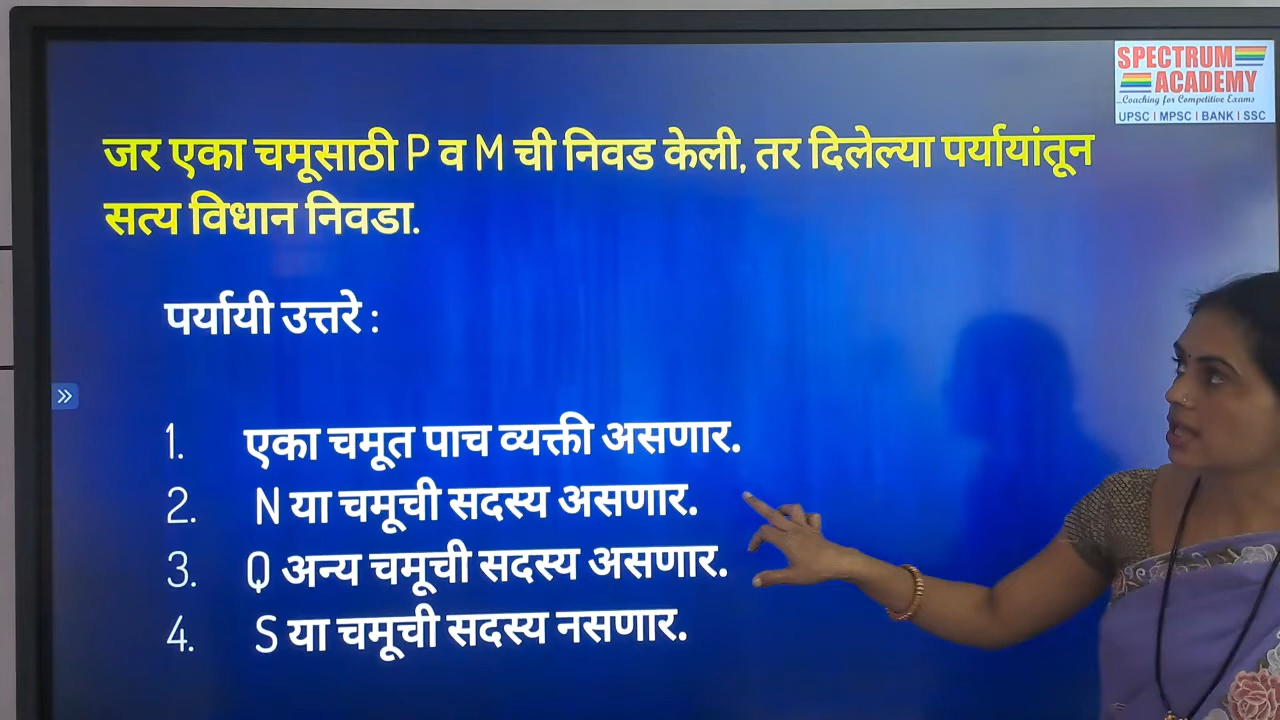 SPECTRUM
ACADEMY
...Coaching for Competitive Exams
UPSC | MPSC | BANK | SSC
जर एका चमूसाठी P व M ची निवड केली, तर दिलेल्या पर्यायांतून
सत्य विधान निवडा.
पर्यायी उत्तरे :
1. एका चमूत पाच व्यक्ती असणार.
2. N या चमूची सदस्य असणार.
3. Q अन्य चमूची सदस्य असणार.
4. S या चमूची सदस्य नसणार.